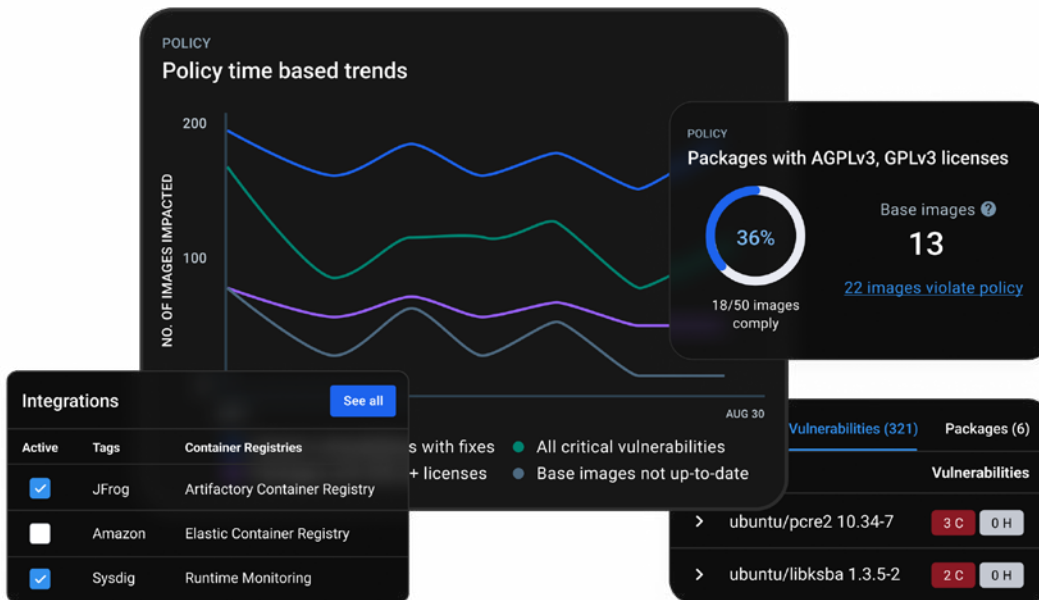 POLICY
Policy time based trends
NO. OF IMAGES IMPACTED
200
100
AUG 30
s with fixes
All critical vulnerabilities
+ licenses
Base images not up-to-date
POLICY
Packages with AGPLv3, GPLv3 licenses
36%
18/50 images
comply
Base images ?
13
22 images violate policy
Integrations
See all
Active Tags Container Registries
JFrog Artifactory Container Registry
Amazon Elastic Container Registry
Sysdig Runtime Monitoring
Vulnerabilities (321) Packages (6)
Vulnerabilities
ubuntu/pcre2 10.34-7 3 C 0 H
ubuntu/libksba 1.3.5-2 2 C 0 H